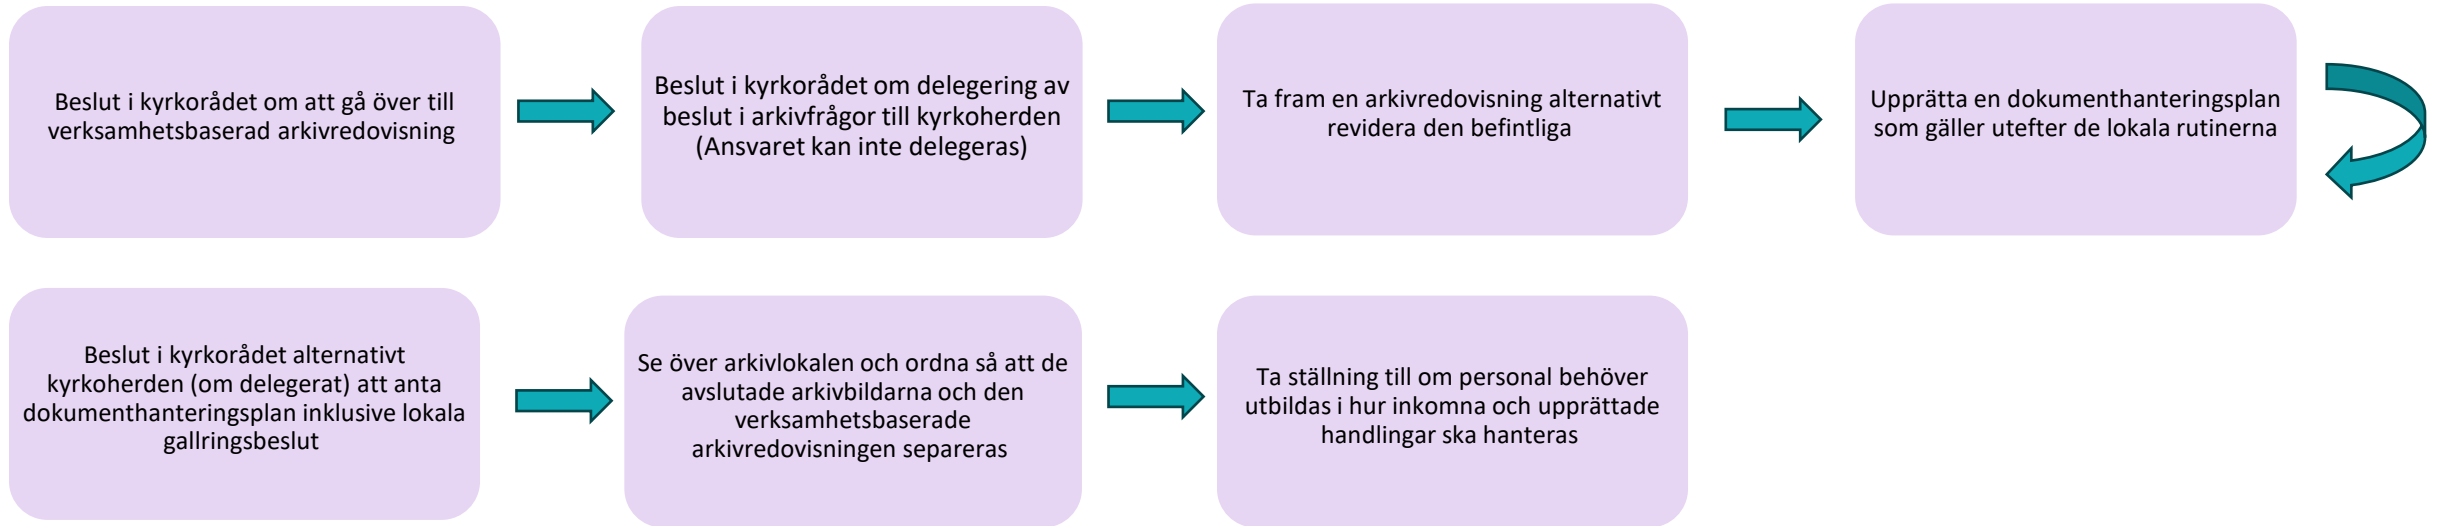 Beslut i kyrkorådet om att gå över till
verksamhetsbaserad arkivredovisning
Beslut i kyrkorådet om delegering av
beslut i arkivfrågor till kyrkoherden
(Ansvaret kan inte delegeras)
Ta fram en arkivredovisning alternativt
revidera den befintliga
Upprätta en dokumenthanteringsplan
som gäller utefter de lokala rutinerna
Beslut i kyrkorådet alternativt
kyrkoherden (om delegerat) att anta
dokumenthanteringsplan inklusive lokala
gallringsbeslut
Se över arkivlokalen och ordna så att de
avslutade arkivbildarna och den
verksamhetsbaserade
arkivredovisningen separeras
Ta ställning till om personal behöver
utbildas i hur inkomna och upprättade
handlingar ska hanteras